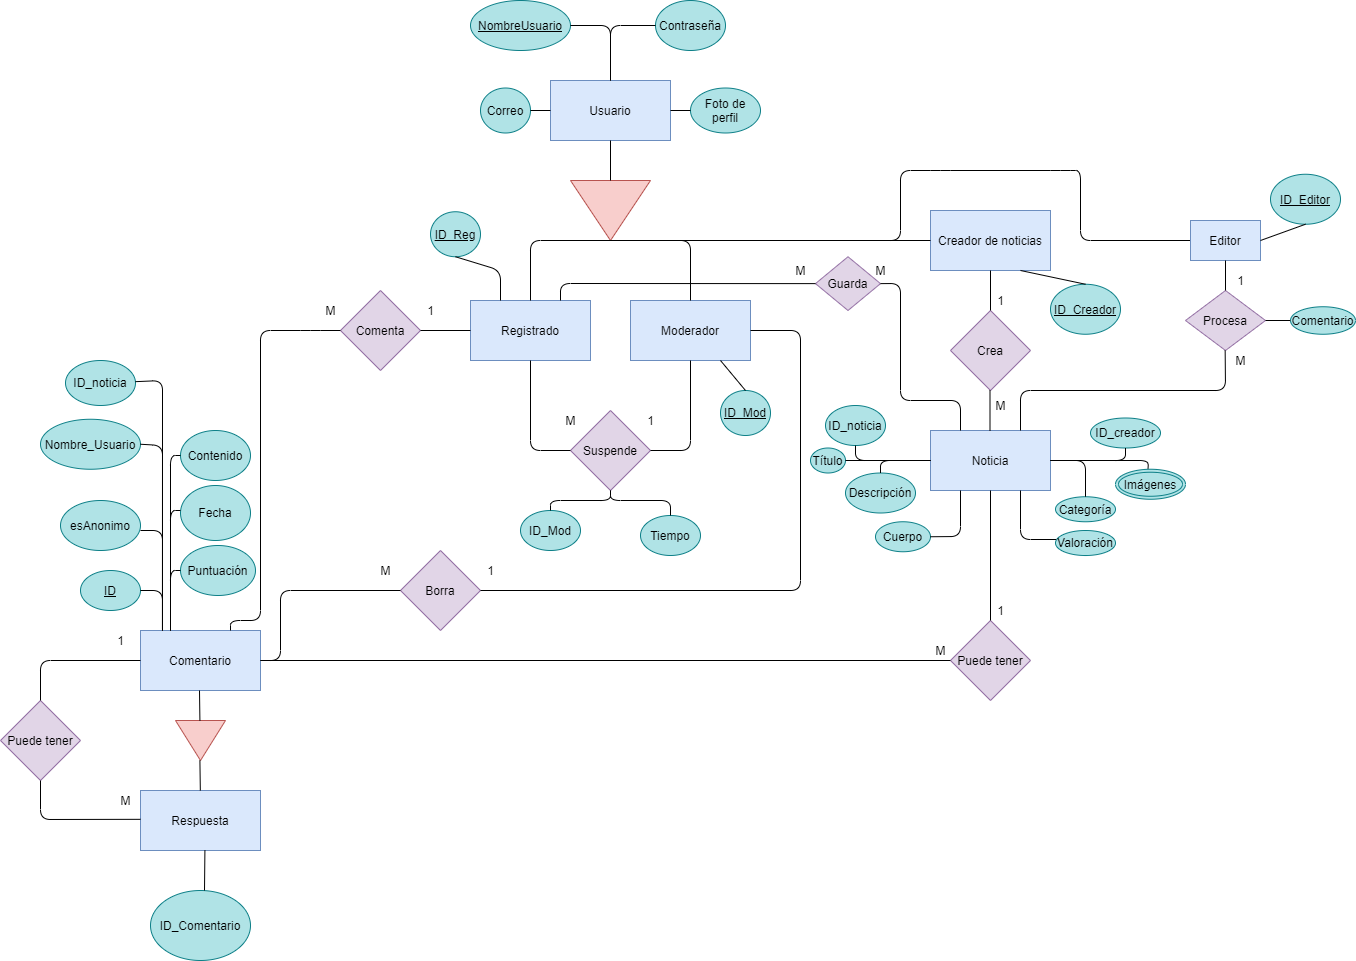 NombreUsuario
Contraseña
Correo
Usuario
Foto de
perfil
ID_Reg
Creador de noticias
Editor
ID_Editor
M
M
Guarda
ID_Creador
1
1
M
Comenta
1
Registrado
Moderador
Crea
Procesa
Comentario
M
M
ID_noticia
ID_Mod
Nombre_Usuario
Contenido
M
Suspende
1
ID_noticia
ID_creador
Título
Noticia
Descripción
Imágenes
esAnonimo
Fecha
ID_Mod
Tiempo
Cuerpo
Categoría
Valoración
ID
Puntuación
M
Borra
1
1
1
Comentario
M
Puede tener
Puede tener
M
Respuesta
ID_Comentario